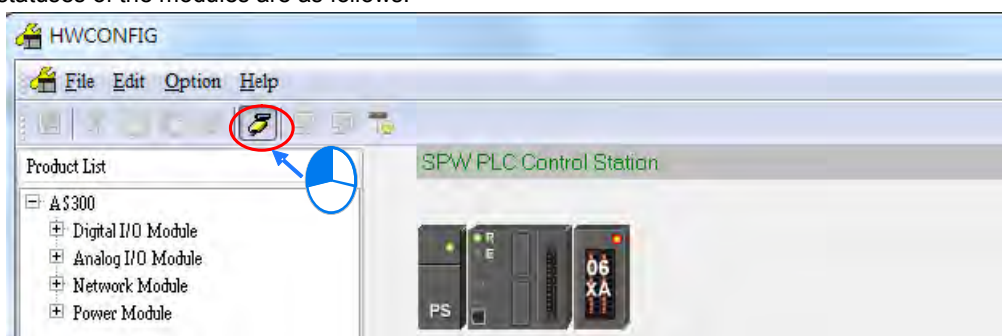 statuses of the modules are as follows.
HWCONFIG
File Edit Option Help
Product List
SPW PLC Control Station
AS300
Digital I/O Module
Analog I/O Module
Network Module
Power Module
R
E
PS
06
XA